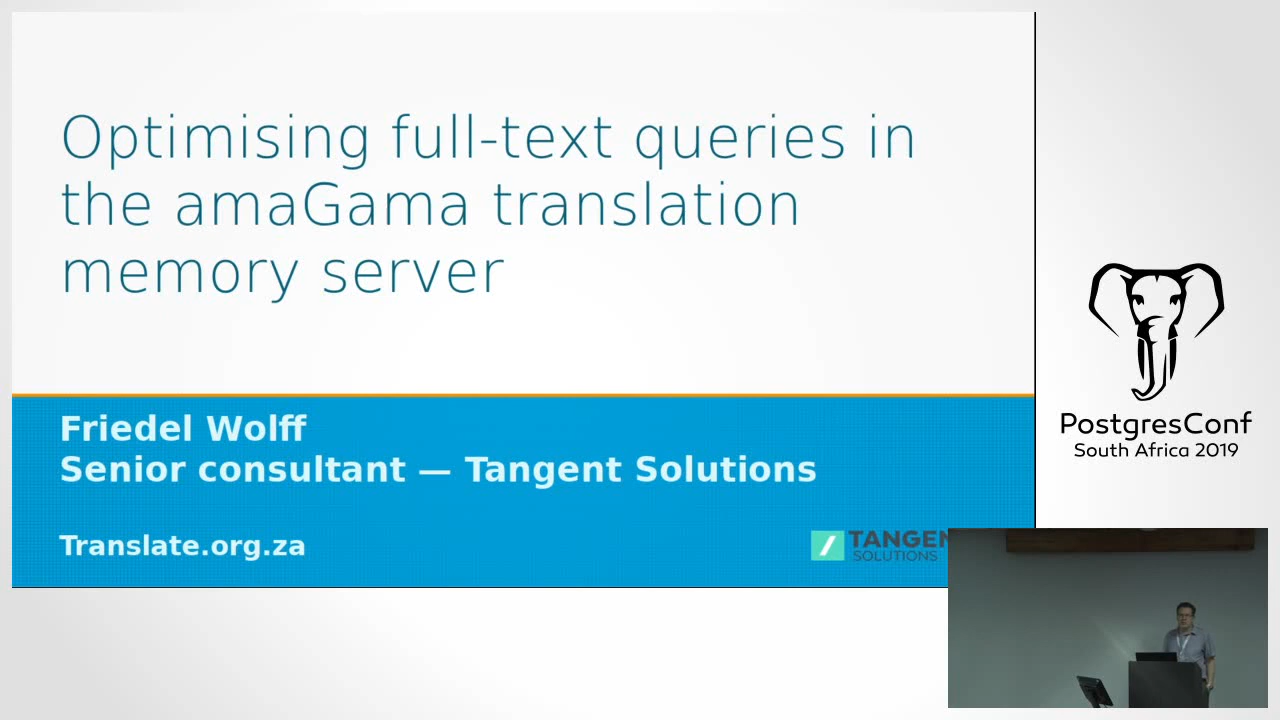 Optimising full-text queries in
the amaGama translation
memory server
Friedel Wolff
Senior consultant — Tangent Solutions
Translate.org.za
TANGEN
SOLUTIONS
PostgresConf
South Africa 2019